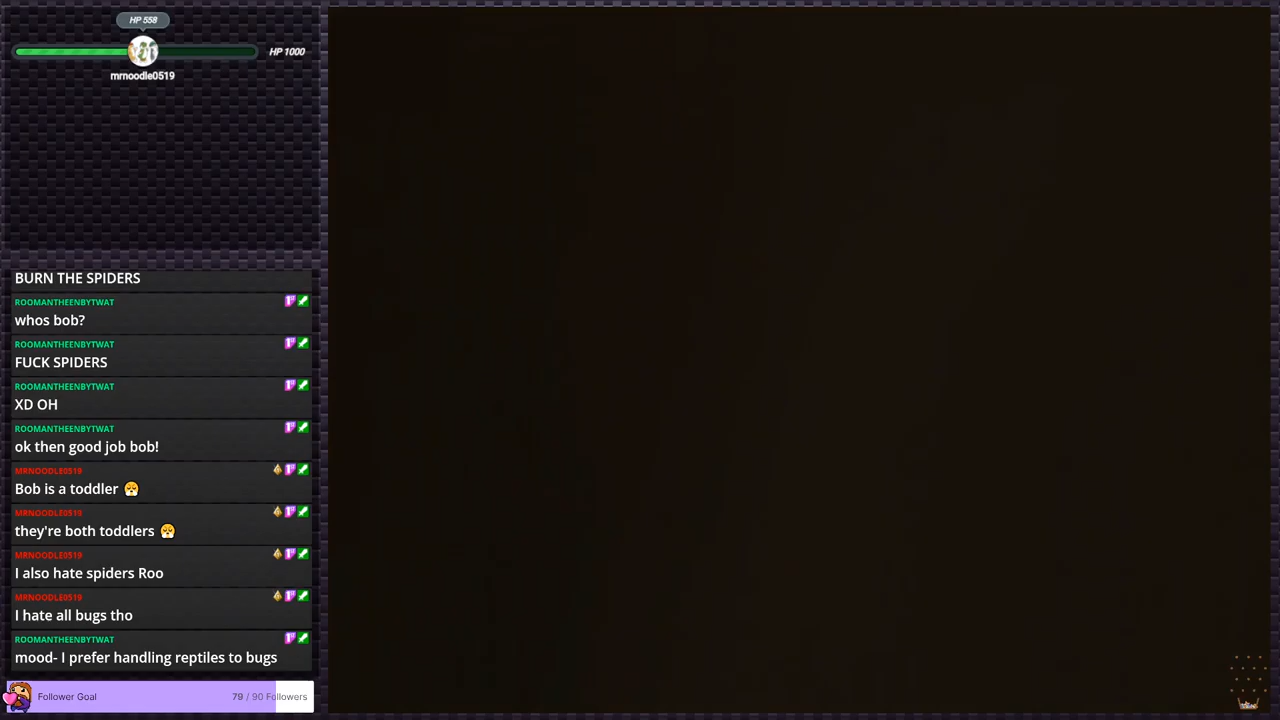 HP 558
HP 1000
mrnoodle0519
BURN THE SPIDERS
ROOMANTHEENBYTWAT
whos bob?
ROOMANTHEENBYTWAT
FUCK SPIDERS
ROOMANTHEENBYTWAT
XD OH
ROOMANTHEENBYTWAT
ok then good job bob!
MRNOODLE0519
Bob is a toddler
MRNOODLE0519
they're both toddlers
MRNOODLE0519
I also hate spiders Roo
MRNOODLE0519
I hate all bugs tho
ROOMANTHEENBYTWAT
mood- I prefer handling reptiles to bugs
Follower Goal 79 / 90 Followers